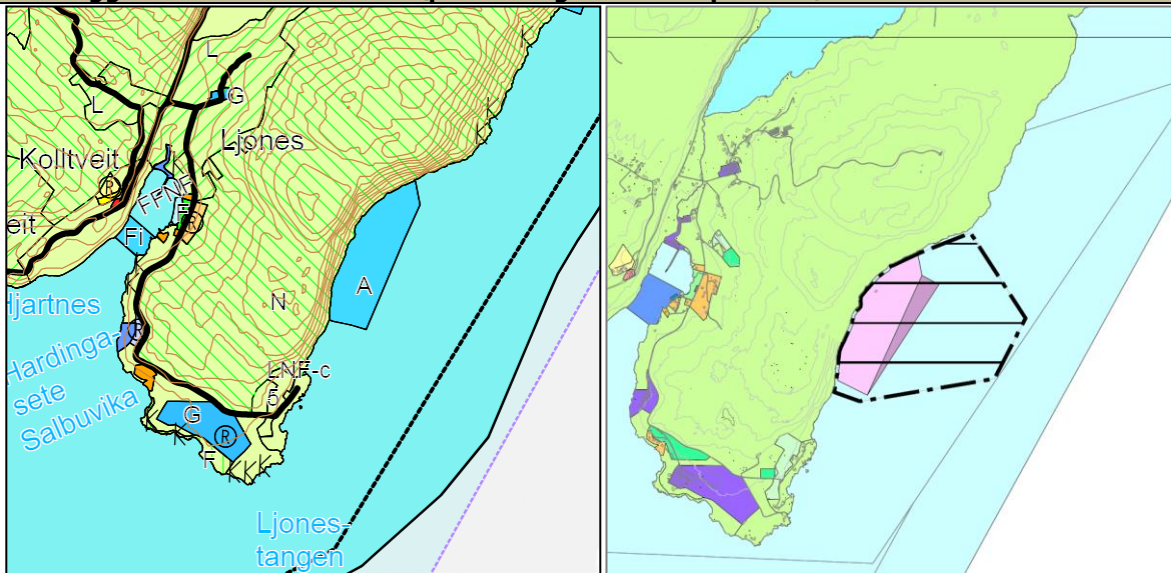 L
G
L
Ljones
Kolltveit
K
R
FFNF
F
R
eit
Fi
K
A
N
Hjartnes
R
Hardinga-
sete
LNF-c
5
Salbuvika
G
R
K
K
F
K
K
K
Ljones-
tangen
K
K
K